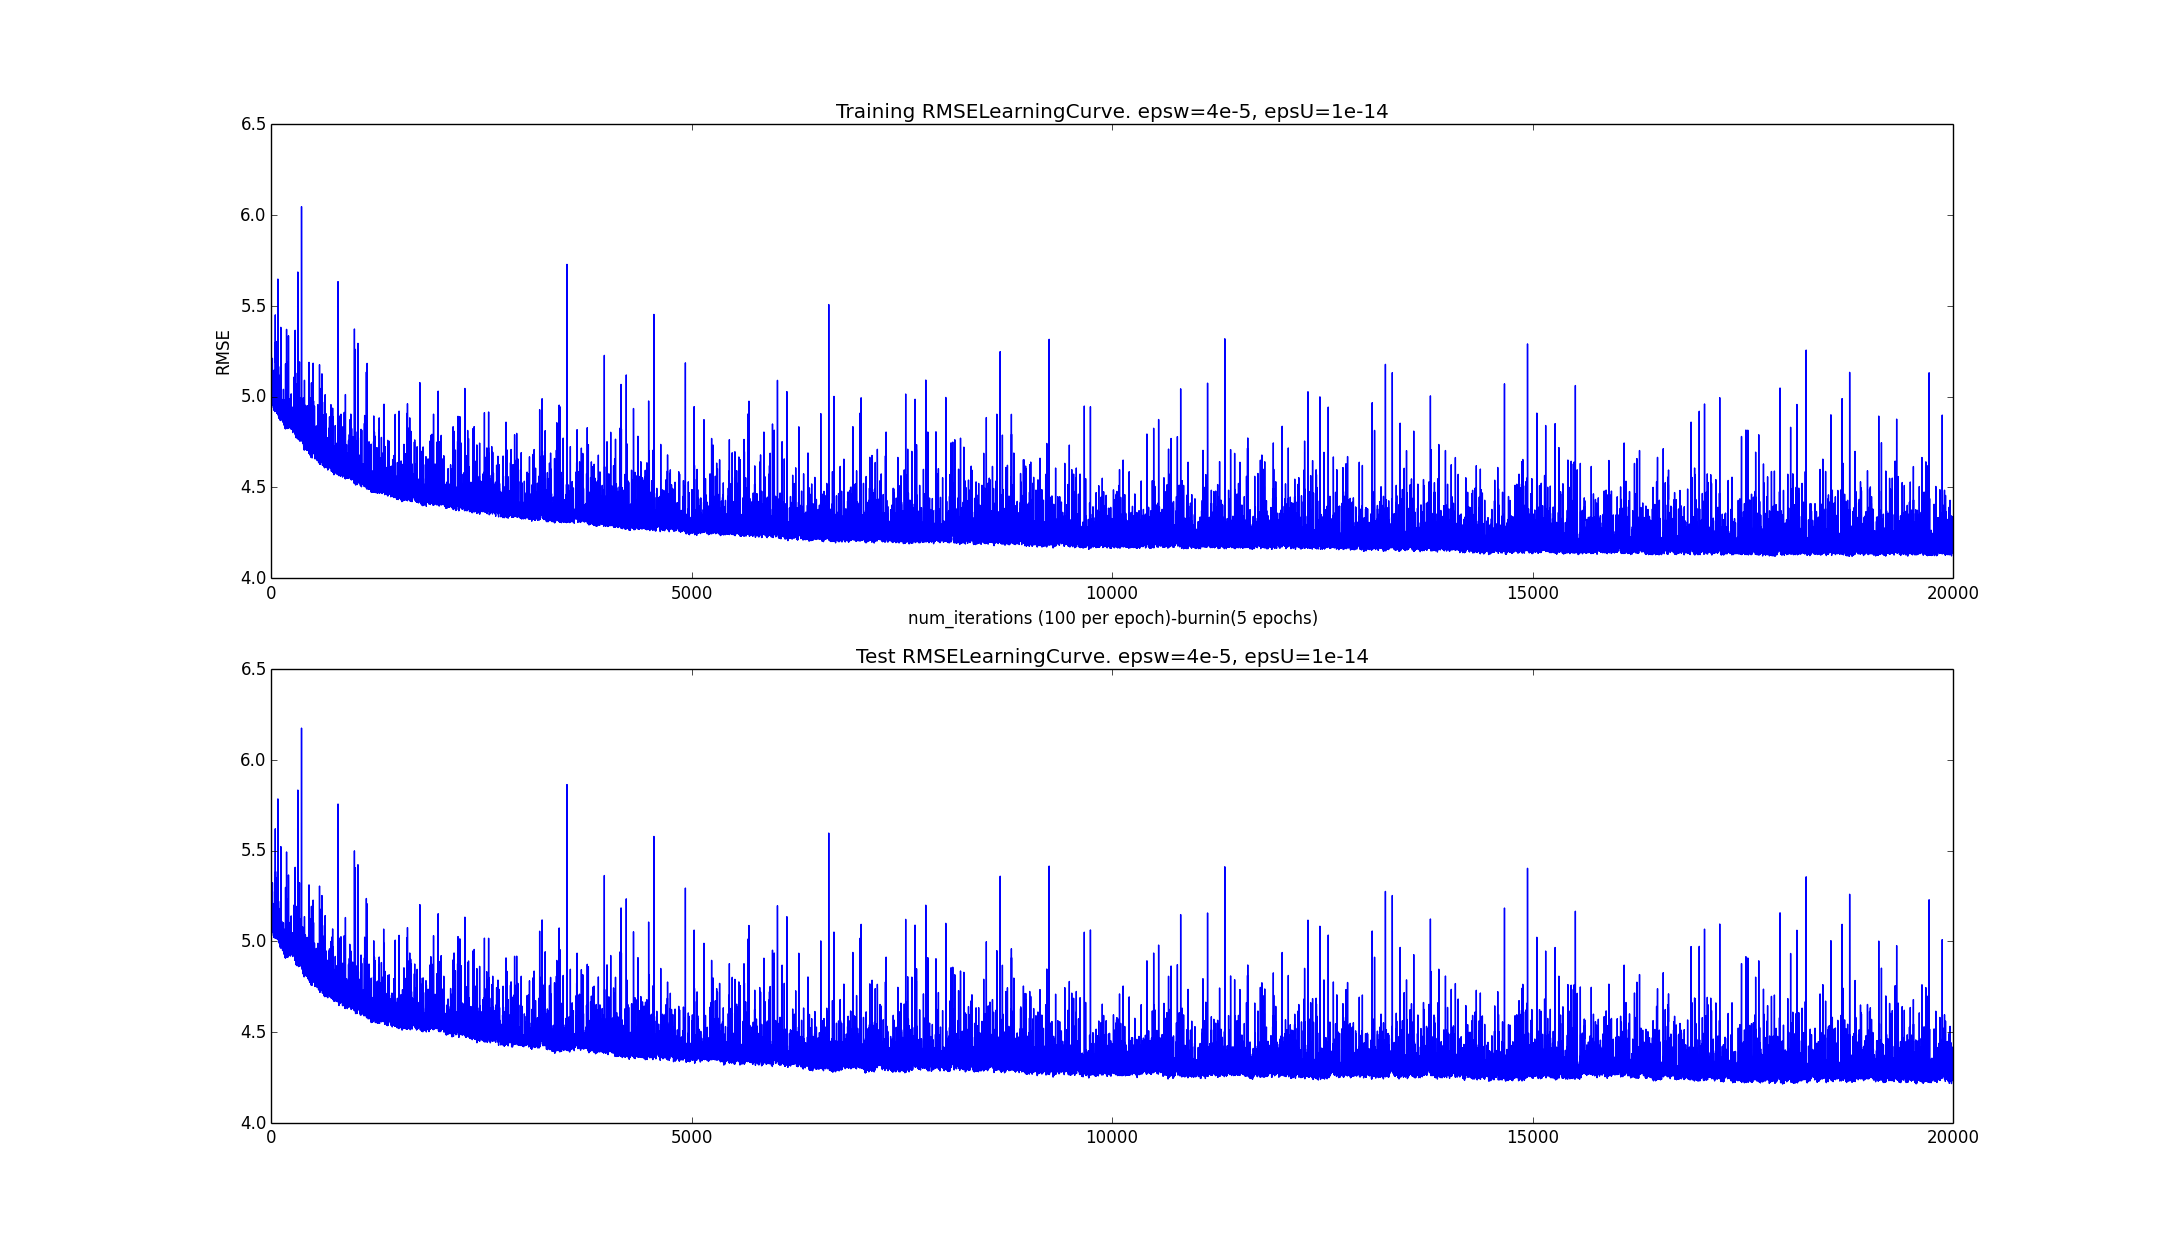 Training RMSELearningCurve. epsw=4e-5, epsU=1e-14
6.5
6.0
5.5
5.0
4.5
4.0
RMSE
0 5000 10000 15000 20000
num_iterations (100 per epoch)-burnin(5 epochs)
Test RMSELearningCurve. epsw=4e-5, epsU=1e-14
6.5
6.0
5.5
5.0
4.5
4.0
0 5000 10000 15000 20000